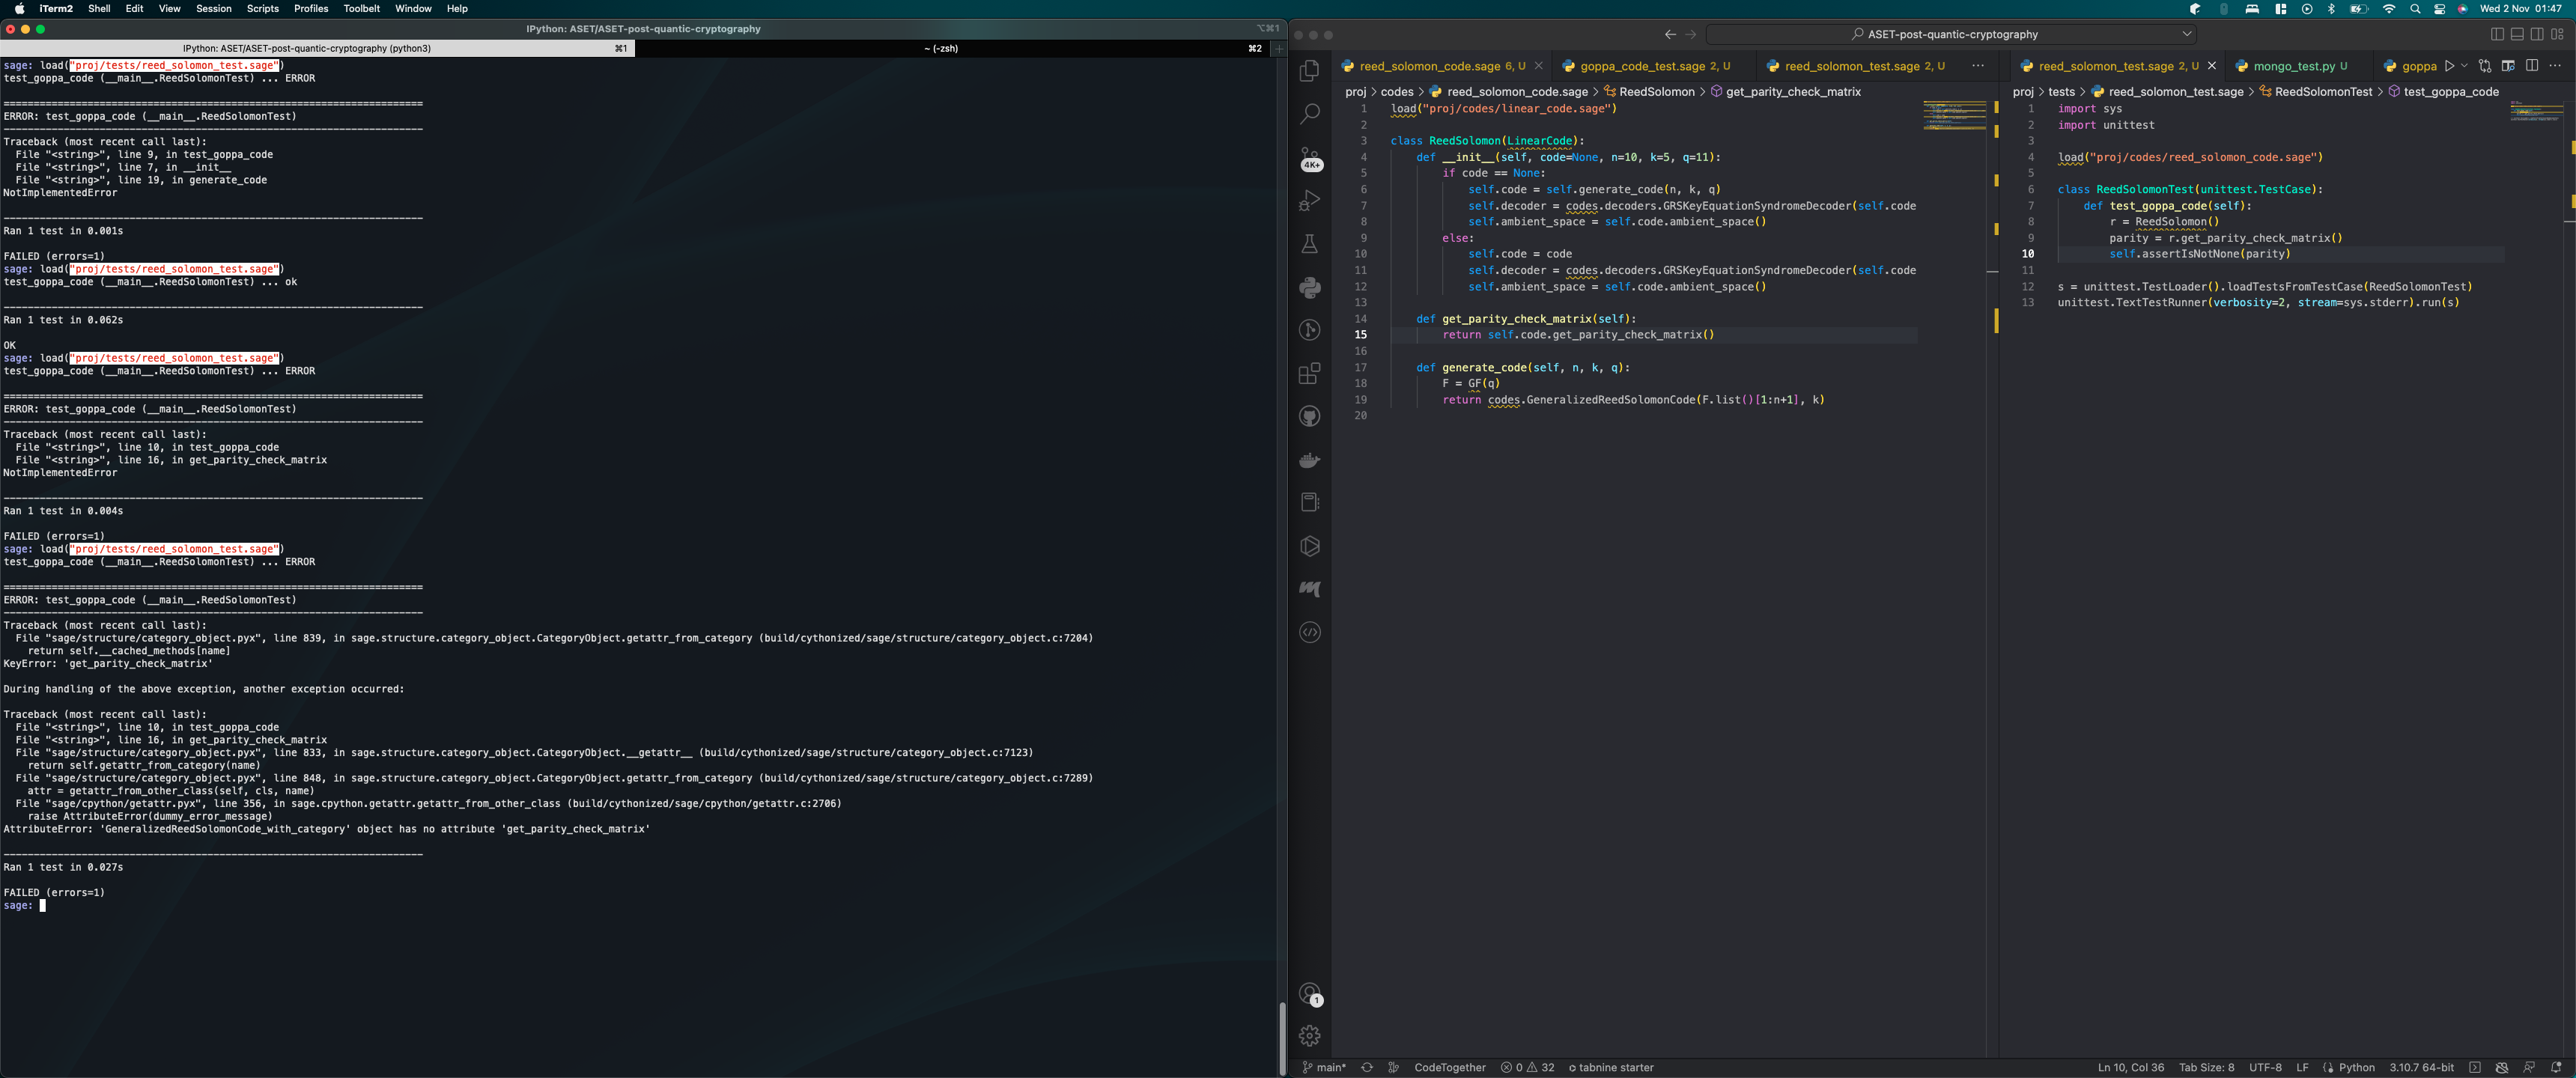 iTerm2 Shell Edit View Session Scripts Profiles Toolbelt Window Help
Wed 2 Nov 01:47
IPython: ASET/ASET-post-quantic-cryptography
⌥⌘1
IPython: ASET/ASET-post-quantic-cryptography (python3) ⌘1
~ (-zsh) ⌘2
sage: load("proj/tests/reed_solomon_test.sage")
test_goppa_code (__main__.ReedSolomonTest) ... ERROR
======================================================================
ERROR: test_goppa_code (__main__.ReedSolomonTest)
----------------------------------------------------------------------
Traceback (most recent call last):
  File "<string>", line 9, in test_goppa_code
  File "<string>", line 7, in __init__
  File "<string>", line 19, in generate_code
NotImplementedError
----------------------------------------------------------------------
Ran 1 test in 0.001s
FAILED (errors=1)
sage: load("proj/tests/reed_solomon_test.sage")
test_goppa_code (__main__.ReedSolomonTest) ... ok
----------------------------------------------------------------------
Ran 1 test in 0.062s
OK
sage: load("proj/tests/reed_solomon_test.sage")
test_goppa_code (__main__.ReedSolomonTest) ... ERROR
======================================================================
ERROR: test_goppa_code (__main__.ReedSolomonTest)
----------------------------------------------------------------------
Traceback (most recent call last):
  File "<string>", line 10, in test_goppa_code
  File "<string>", line 16, in get_parity_check_matrix
NotImplementedError
----------------------------------------------------------------------
Ran 1 test in 0.004s
FAILED (errors=1)
sage: load("proj/tests/reed_solomon_test.sage")
test_goppa_code (__main__.ReedSolomonTest) ... ERROR
======================================================================
ERROR: test_goppa_code (__main__.ReedSolomonTest)
----------------------------------------------------------------------
Traceback (most recent call last):
  File "sage/structure/category_object.pyx", line 839, in sage.structure.category_object.CategoryObject.getattr_from_category (build/cythonized/sage/structure/category_object.c:7204)
    return self.__cached_methods[name]
KeyError: 'get_parity_check_matrix'
During handling of the above exception, another exception occurred:
Traceback (most recent call last):
  File "<string>", line 10, in test_goppa_code
  File "<string>", line 16, in get_parity_check_matrix
  File "sage/structure/category_object.pyx", line 833, in sage.structure.category_object.CategoryObject.__getattr__ (build/cythonized/sage/structure/category_object.c:7123)
    return self.getattr_from_category(name)
  File "sage/structure/category_object.pyx", line 848, in sage.structure.category_object.CategoryObject.getattr_from_category (build/cythonized/sage/structure/category_object.c:7289)
    attr = getattr_from_other_class(self, cls, name)
  File "sage/cpython/getattr.pyx", line 356, in sage.cpython.getattr.getattr_from_other_class (build/cythonized/sage/cpython/getattr.c:2706)
    raise AttributeError(dummy_error_message)
AttributeError: 'GeneralizedReedSolomonCode_with_category' object has no attribute 'get_parity_check_matrix'
----------------------------------------------------------------------
Ran 1 test in 0.027s
FAILED (errors=1)
sage:
ASET-post-quantic-cryptography
4K+
1
reed_solomon_code.sage 6, U
goppa_code_test.sage 2, U
reed_solomon_test.sage 2, U
proj > codes > reed_solomon_code.sage > ReedSolomon > get_parity_check_matrix
1 load("proj/codes/linear_code.sage")
2
3 class ReedSolomon(LinearCode):
4     def __init__(self, code=None, n=10, k=5, q=11):
5         if code == None:
6             self.code = self.generate_code(n, k, q)
7             self.decoder = codes.decoders.GRSKeyEquationSyndromeDecoder(self.code
8             self.ambient_space = self.code.ambient_space()
9         else:
10             self.code = code
11             self.decoder = codes.decoders.GRSKeyEquationSyndromeDecoder(self.code
12             self.ambient_space = self.code.ambient_space()
13
14     def get_parity_check_matrix(self):
15         return self.code.get_parity_check_matrix()
16
17     def generate_code(self, n, k, q):
18         F = GF(q)
19         return codes.GeneralizedReedSolomonCode(F.list()[1:n+1], k)
20
reed_solomon_test.sage 2, U
mongo_test.py U
goppa
proj > tests > reed_solomon_test.sage > ReedSolomonTest > test_goppa_code
1 import sys
2 import unittest
3
4 load("proj/codes/reed_solomon_code.sage")
5
6 class ReedSolomonTest(unittest.TestCase):
7     def test_goppa_code(self):
8         r = ReedSolomon()
9         parity = r.get_parity_check_matrix()
10         self.assertIsNotNone(parity)
11
12 s = unittest.TestLoader().loadTestsFromTestCase(ReedSolomonTest)
13 unittest.TextTestRunner(verbosity=2, stream=sys.stderr).run(s)
main* CodeTogether 0 32 tabnine starter
Ln 10, Col 36 Tab Size: 8 UTF-8 LF Python 3.10.7 64-bit